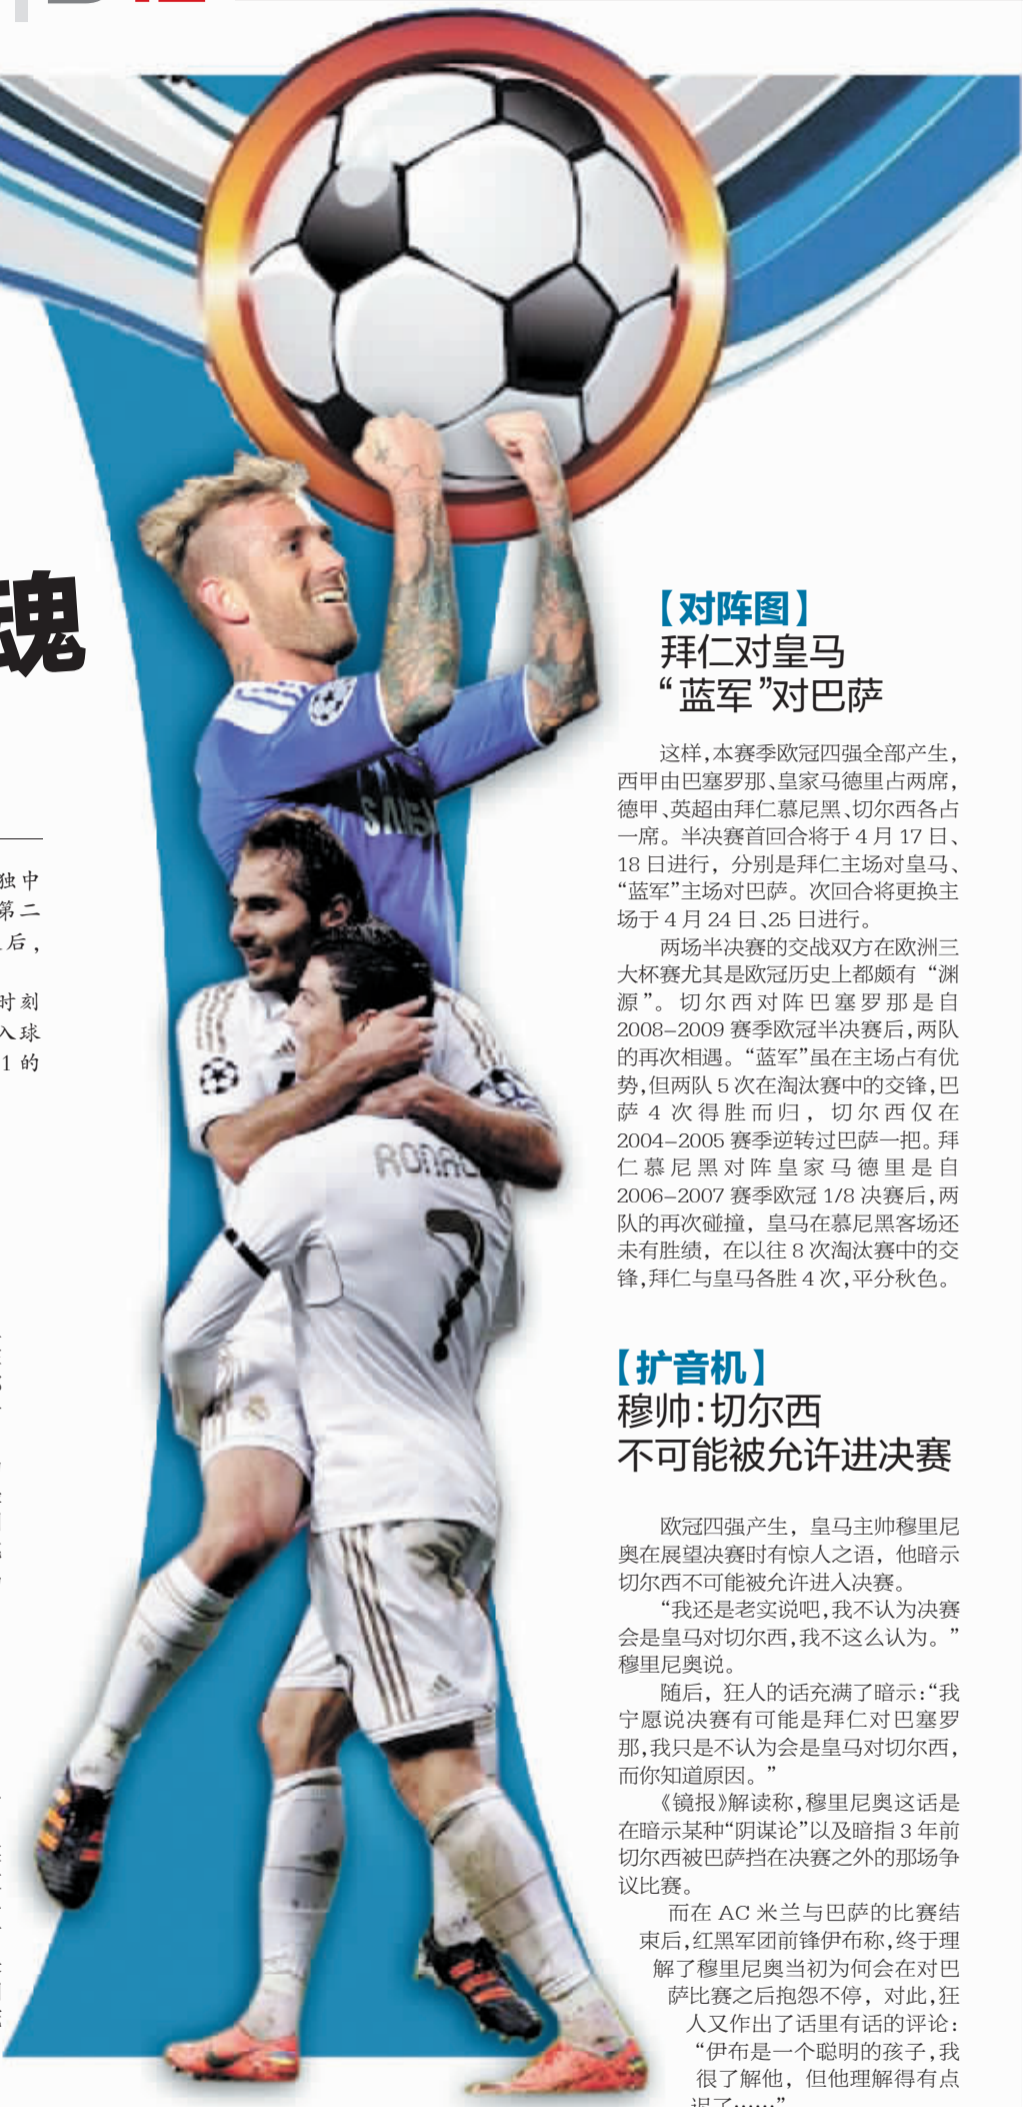 魂
独中
第二
后，
时刻
入球
1 的
SAMSU
RONAL
7
【对阵图】
拜仁对皇马
“蓝军”对巴萨
这样，本赛季欧冠四强全部产生，
西甲由巴塞罗那、皇家马德里占两席，
德甲、英超由拜仁慕尼黑、切尔西各占
一席。半决赛首回合将于 4 月 17 日、
18 日进行，分别是拜仁主场对皇马、
“蓝军”主场对巴萨。次回合将更换主
场于 4 月 24 日、25 日进行。
两场半决赛的交战双方在欧洲三
大杯赛尤其是欧冠历史上都颇有“渊
源”。切尔西对阵巴塞罗那是自
2008–2009 赛季欧冠半决赛后，两队
的再次相遇。“蓝军”虽在主场占有优
势，但两队 5 次在淘汰赛中的交锋，巴
萨 4 次得胜而归，切尔西仅在
2004–2005 赛季逆转过巴萨一把。拜
仁慕尼黑对阵皇家马德里是自
2006–2007 赛季欧冠 1/8 决赛后，两
队的再次碰撞，皇马在慕尼黑客场还
未有胜绩，在以往 8 次淘汰赛中的交
锋，拜仁与皇马各胜 4 次，平分秋色。
【扩音机】
穆帅：切尔西
不可能被允许进决赛
欧冠四强产生，皇马主帅穆里尼
奥在展望决赛时有惊人之语，他暗示
切尔西不可能被允许进入决赛。
“我还是老实说吧，我不认为决赛
会是皇马对切尔西，我不这么认为。”
穆里尼奥说。
随后，狂人的话充满了暗示：“我
宁愿说决赛有可能是拜仁对巴塞罗
那，我只是不认为会是皇马对切尔西，
而你知道原因。”
《镜报》解读称，穆里尼奥这话是
在暗示某种“阴谋论”以及暗指 3 年前
切尔西被巴萨挡在决赛之外的那场争
议比赛。
而在 AC 米兰与巴萨的比赛结
束后，红黑军团前锋伊布称，终于理
解了穆里尼奥当初为何会在对巴
萨比赛之后抱怨不停，对此，狂
人又作出了话里有话的评论：
“伊布是一个聪明的孩子，我
很了解他，但他理解得有点
迟了……”